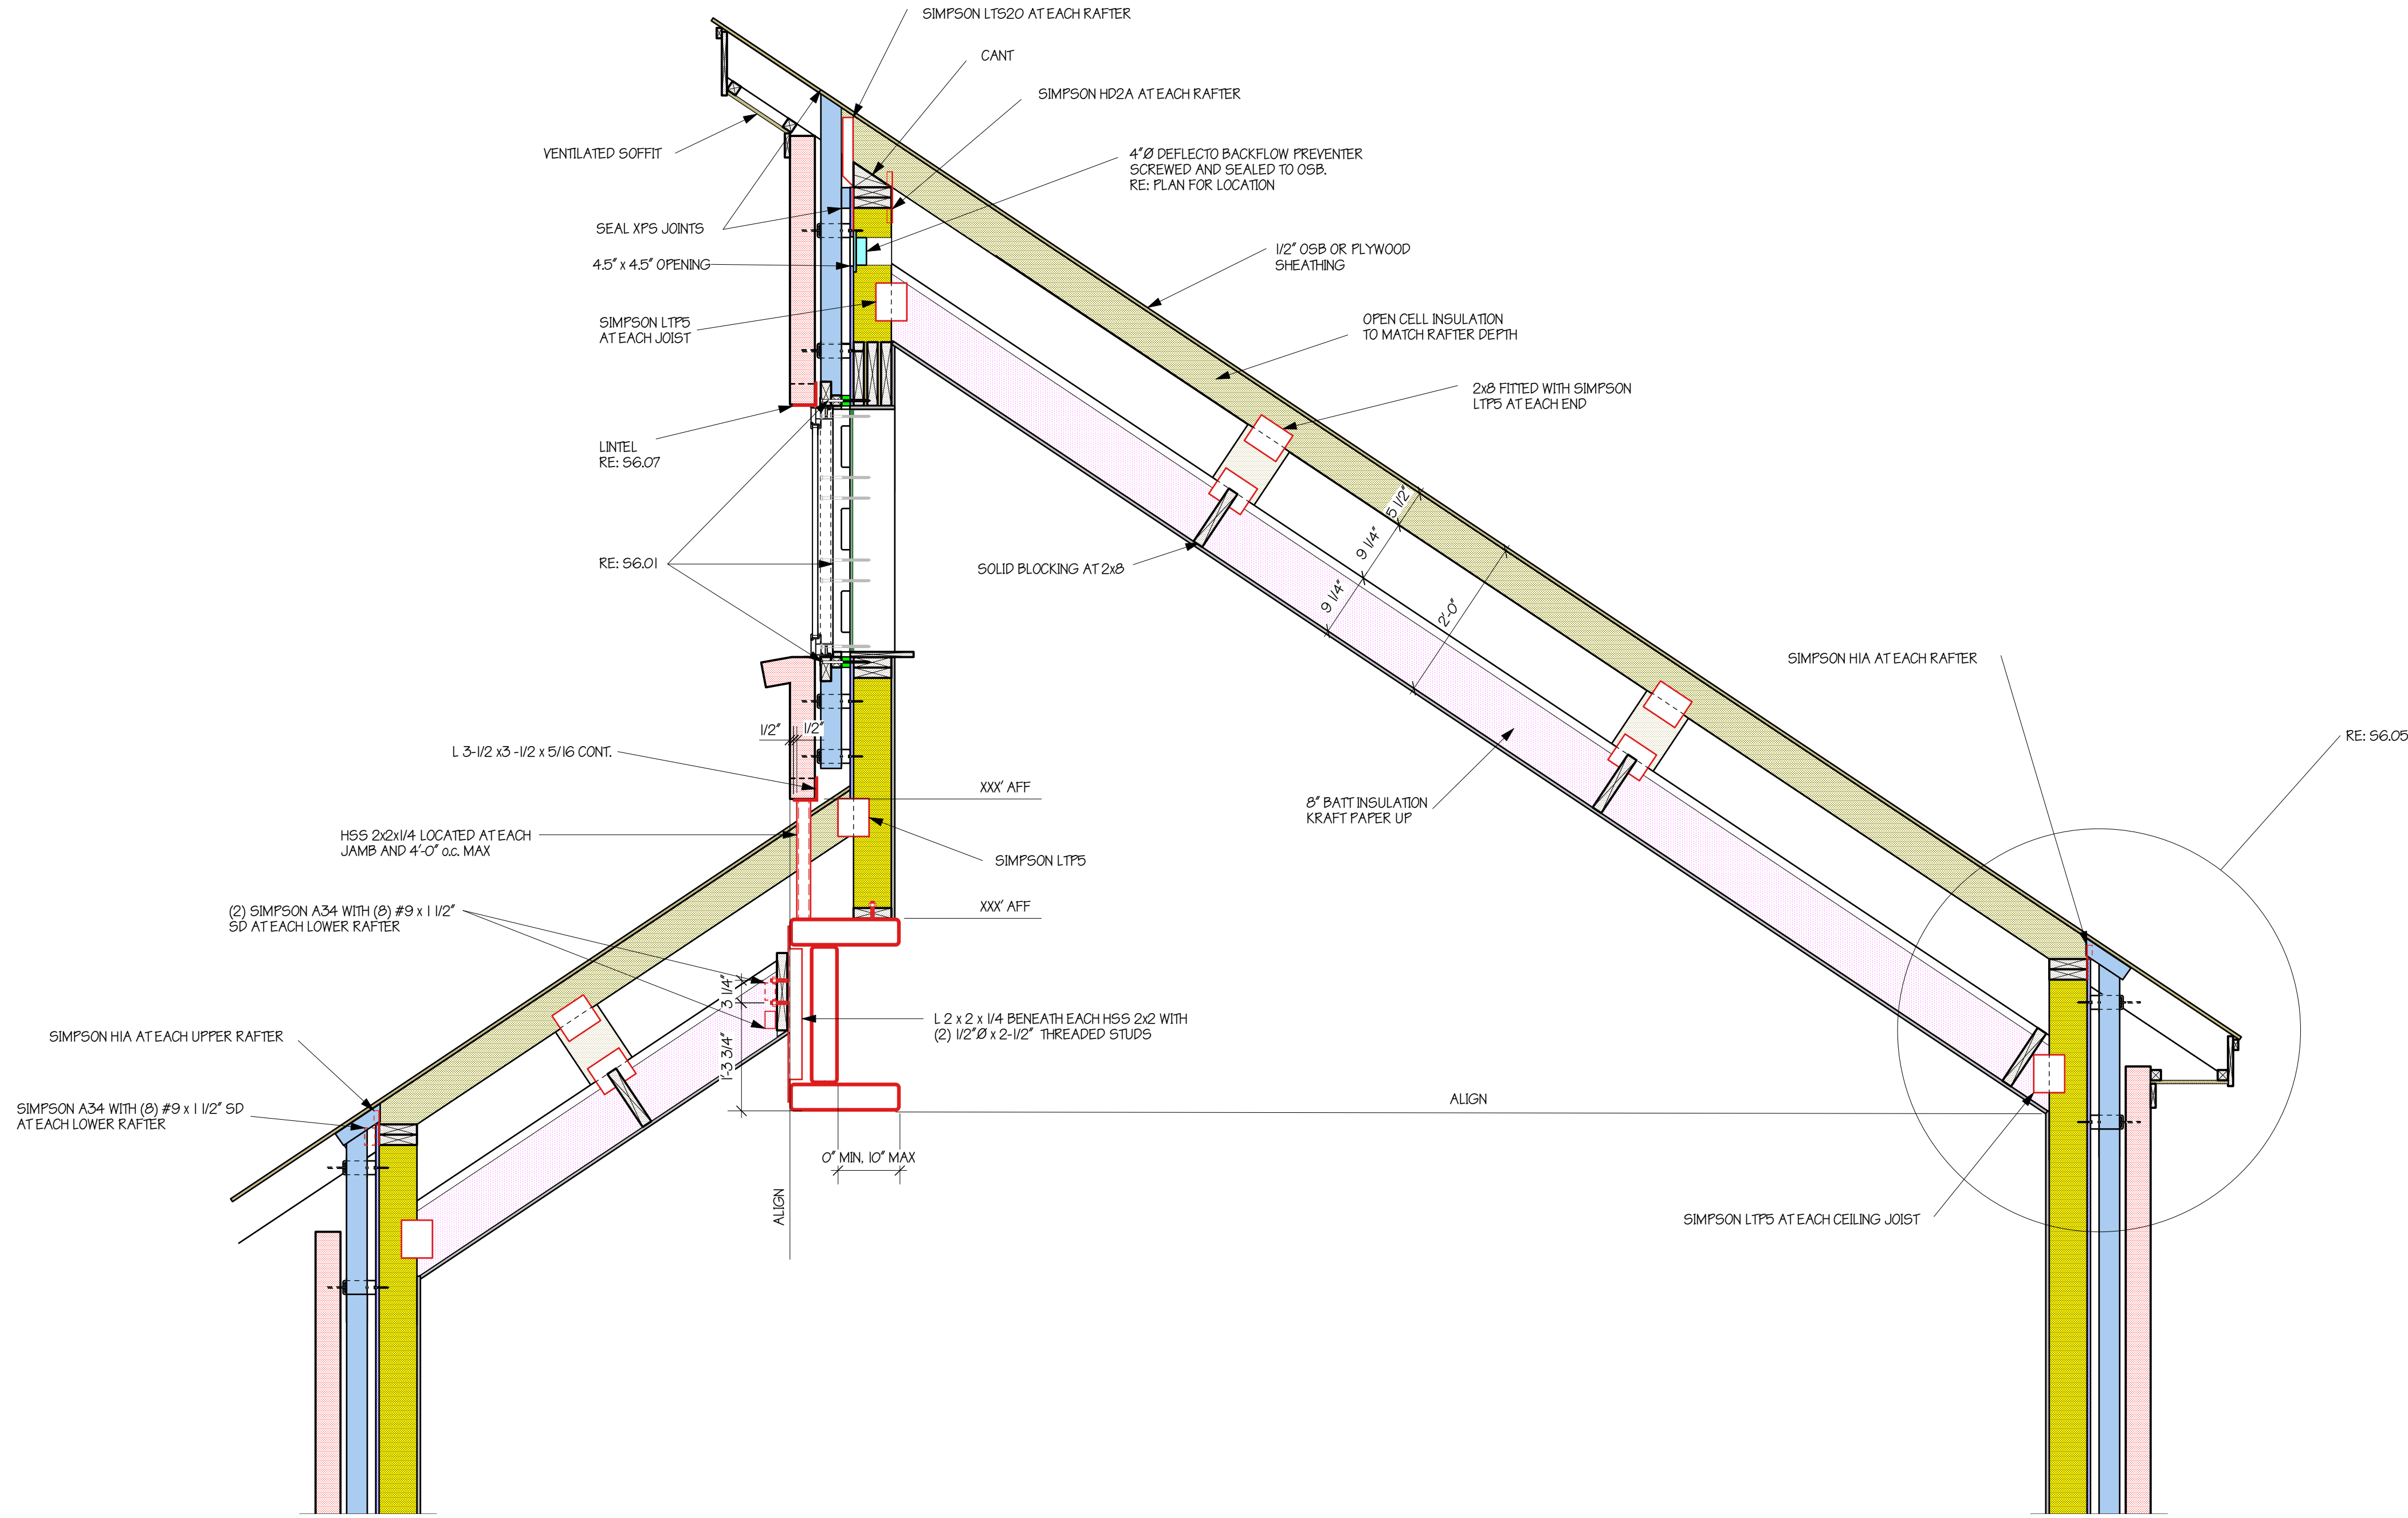 SIMPSON LTS20 AT EACH RAFTER
CANT
SIMPSON HD2A AT EACH RAFTER
VENTILATED SOFFIT
4"Ø DEFLECTO BACKFLOW PREVENTER
SCREWED AND SEALED TO OSB.
RE: PLAN FOR LOCATION
SEAL XPS JOINTS
4.5" x 4.5" OPENING
1/2" OSB OR PLYWOOD
SHEATHING
SIMPSON LTP5
AT EACH JOIST
OPEN CELL INSULATION
TO MATCH RAFTER DEPTH
2x8 FITTED WITH SIMPSON
LTP5 AT EACH END
LINTEL
RE: S6.07
5 1/2"
9 1/4"
9 1/4"
2'-0"
RE: S6.01
SOLID BLOCKING AT 2x8
SIMPSON H1A AT EACH RAFTER
RE: S6.05
1/2"
1/2"
L 3-1/2 x3 -1/2 x 5/16 CONT.
XXX' AFF
8" BATT INSULATION
KRAFT PAPER UP
HSS 2x2x1/4 LOCATED AT EACH
JAMB AND 4'-0" o.c. MAX
SIMPSON LTP5
(2) SIMPSON A34 WITH (8) #9 x 1 1/2"
SD AT EACH LOWER RAFTER
XXX' AFF
3 1/4"
1'-3 3/4"
L 2 x 2 x 1/4 BENEATH EACH HSS 2x2 WITH
(2) 1/2"Ø x 2-1/2" THREADED STUDS
SIMPSON H1A AT EACH UPPER RAFTER
SIMPSON A34 WITH (8) #9 x 1 1/2" SD
AT EACH LOWER RAFTER
ALIGN
0" MIN, 10" MAX
ALIGN
SIMPSON LTP5 AT EACH CEILING JOIST